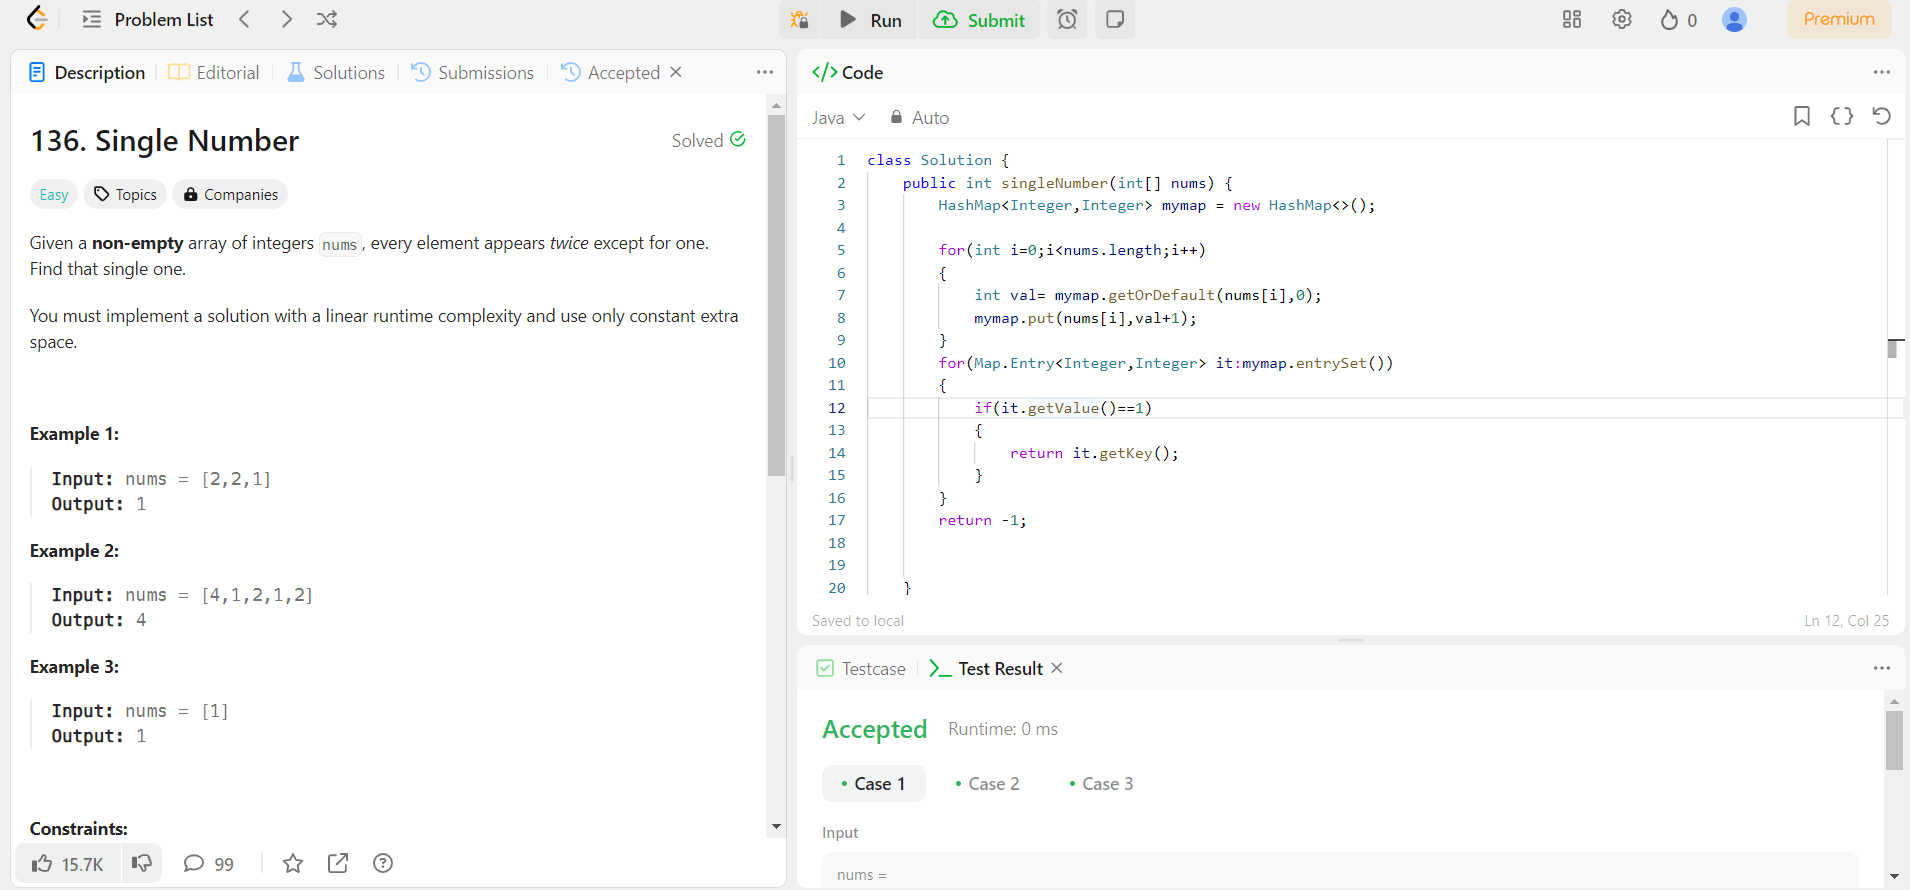 Problem List
Run
Submit
0
Premium
Description
Editorial
Solutions
Submissions
Accepted
136. Single Number
Solved
Easy
Topics
Companies
Given a non-empty array of integers nums, every element appears twice except for one.
Find that single one.
You must implement a solution with a linear runtime complexity and use only constant extra
space.
Example 1:
Input: nums = [2,2,1]
Output: 1
Example 2:
Input: nums = [4,1,2,1,2]
Output: 4
Example 3:
Input: nums = [1]
Output: 1
Constraints:
15.7K
99
</> Code
Java
Auto
1 class Solution {
2 public int singleNumber(int[] nums) {
3 HashMap<Integer,Integer> mymap = new HashMap<>();
4
5 for(int i=0;i<nums.length;i++)
6 {
7 int val= mymap.getOrDefault(nums[i],0);
8 mymap.put(nums[i],val+1);
9 }
10 for(Map.Entry<Integer,Integer> it:mymap.entrySet())
11 {
12 if(it.getValue()==1)
13 {
14 return it.getKey();
15 }
16 }
17 return -1;
18
19
20 }
Saved to local
Ln 12, Col 25
Testcase
Test Result
Accepted
Runtime: 0 ms
Case 1
Case 2
Case 3
Input
nums =